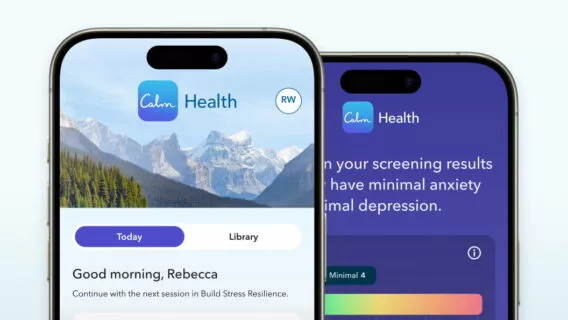 Calm Health
RW
Today
Library
Good morning, Rebecca
Continue with the next session in Build Stress Resilience.
Calm Health
n your screening results
have minimal anxiety
imal depression.
Minimal 4